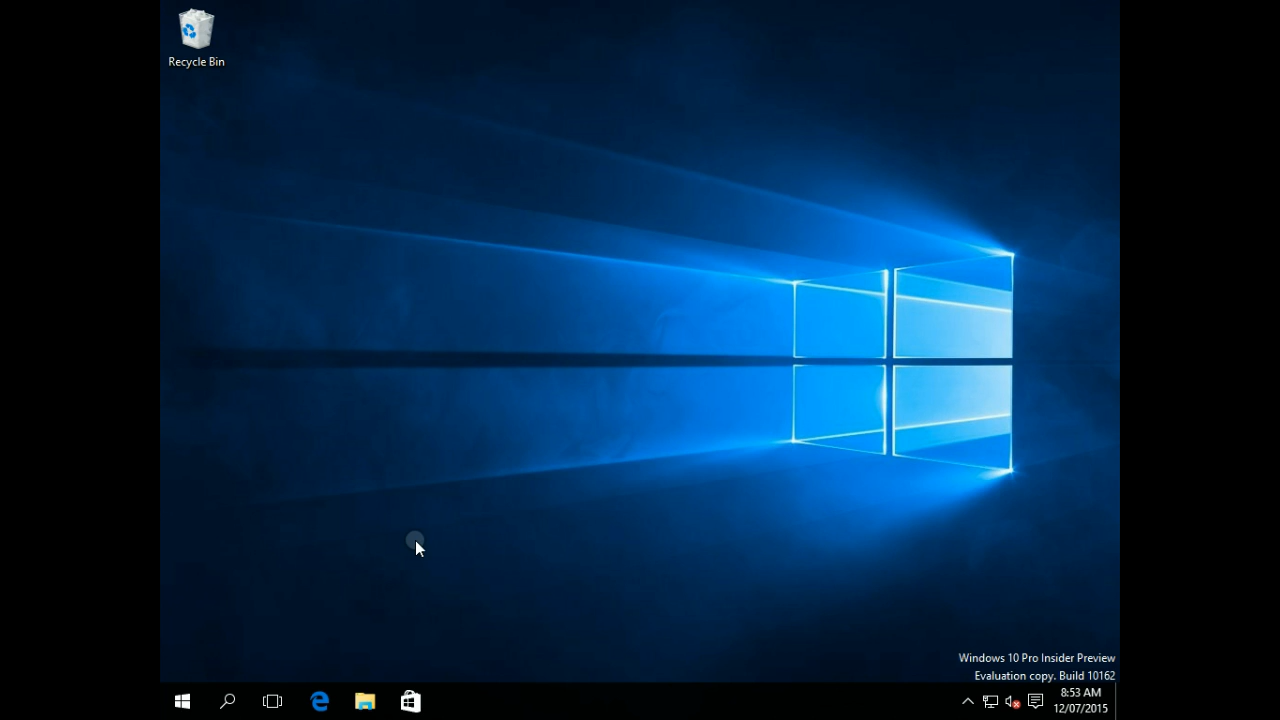 Recycle Bin
Windows 10 Pro Insider Preview
Evaluation copy. Build 10162
8:53 AM
12/07/2015